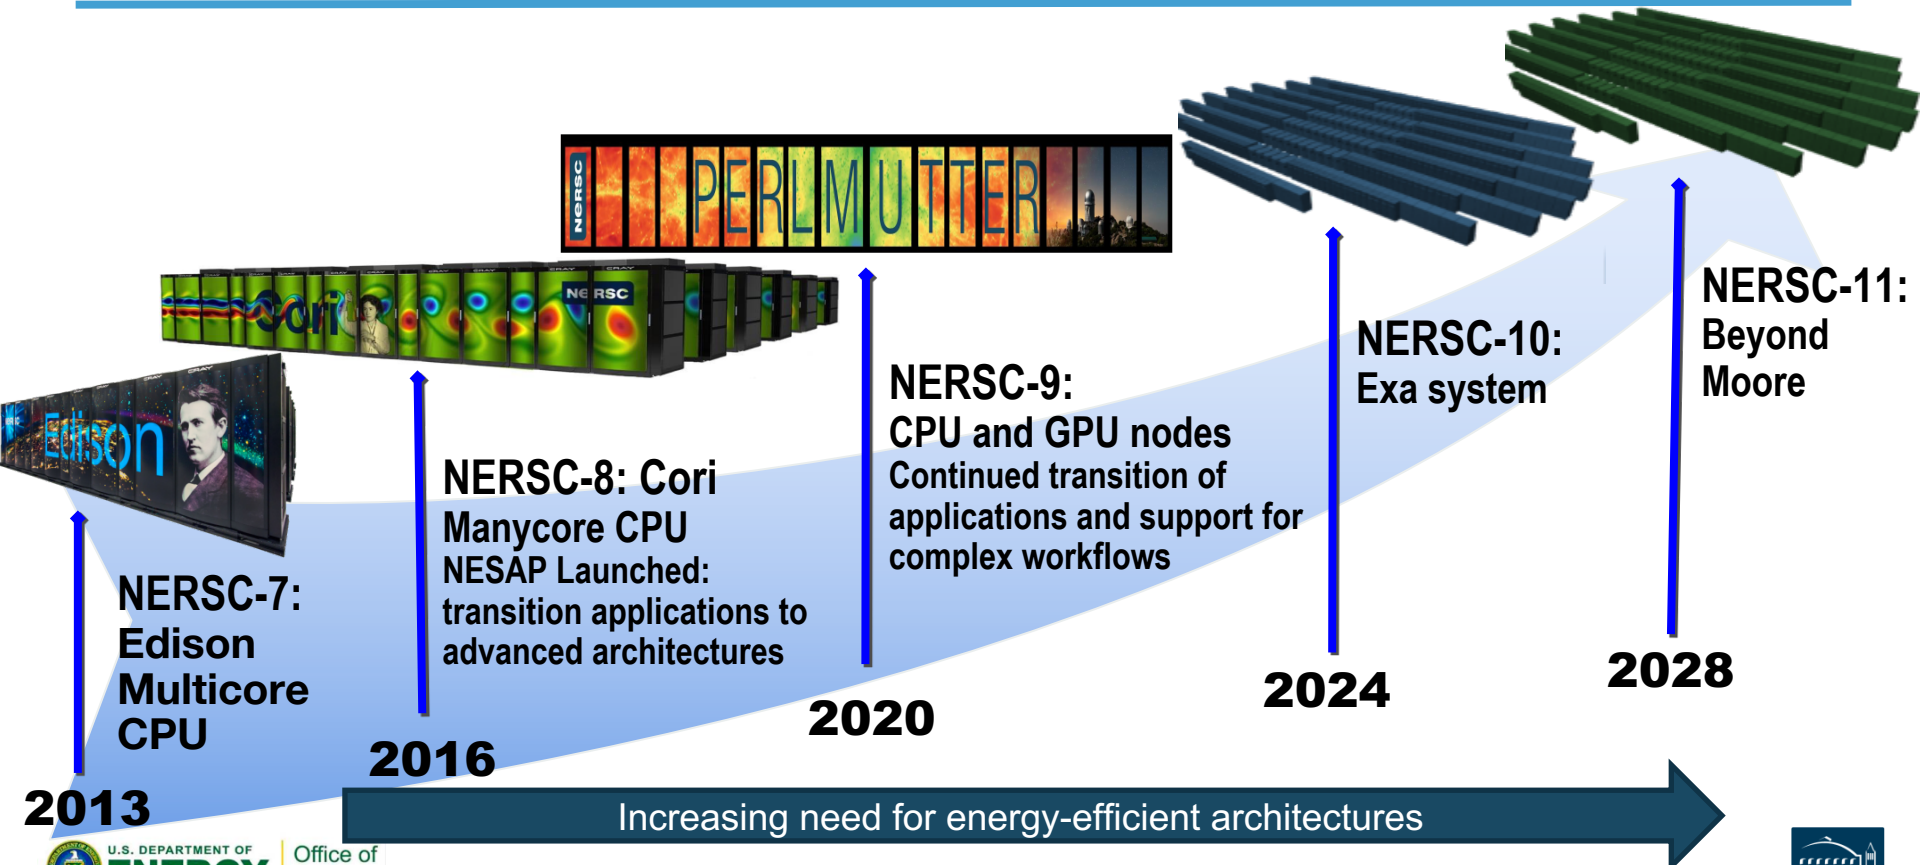 PERLMUTTER
NERSC
Cori
NERSC
CRAY
Edison
NERSC-7:
Edison
Multicore
CPU
2013
NERSC-8: Cori
Manycore CPU
NESAP Launched:
transition applications to
advanced architectures
2016
NERSC-9:
CPU and GPU nodes
Continued transition of
applications and support for
complex workflows
2020
NERSC-10:
Exa system
2024
NERSC-11:
Beyond
Moore
2028
Increasing need for energy-efficient architectures
U.S. DEPARTMENT OF
ENERGY
Office of